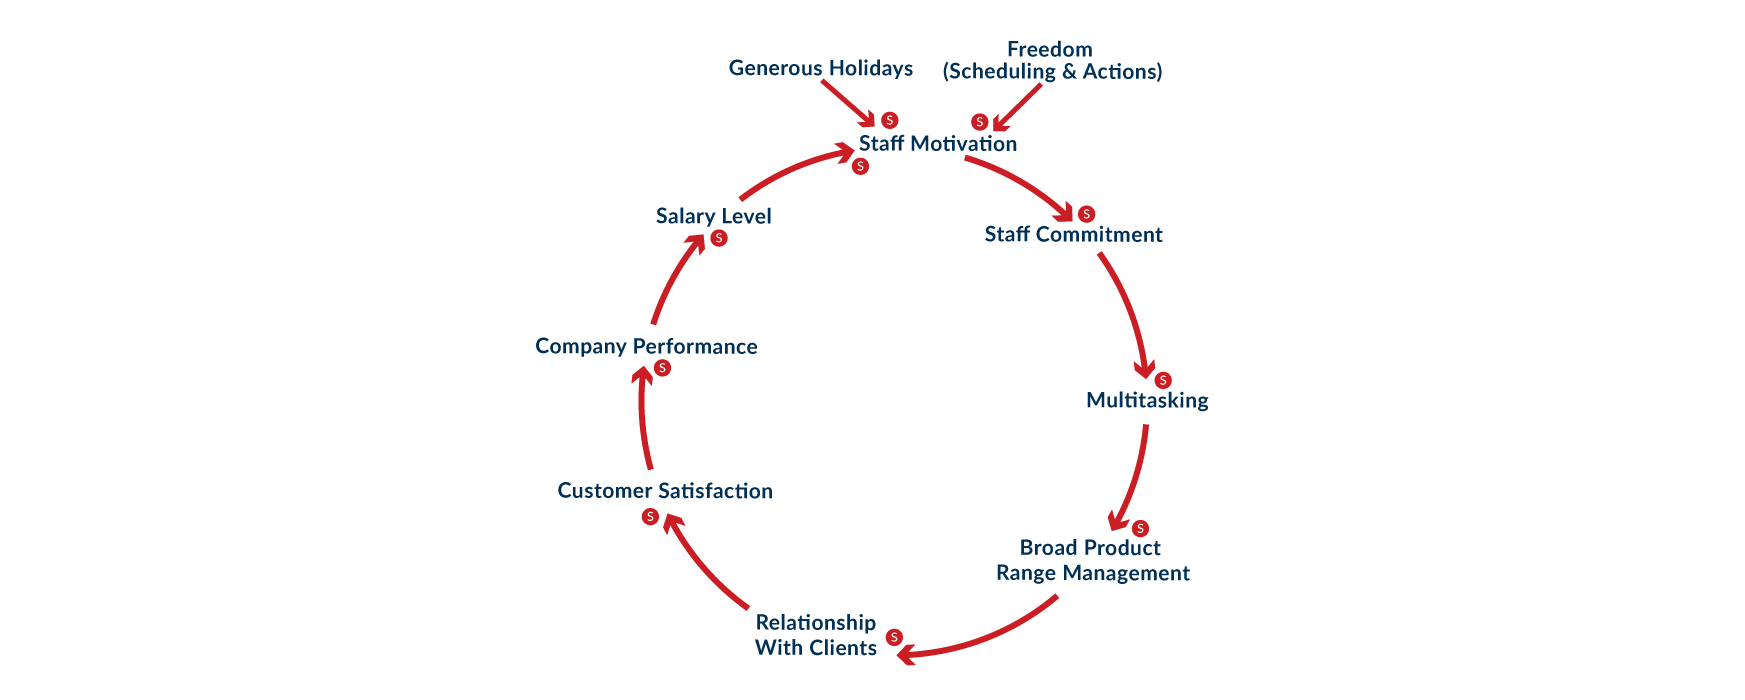 Generous Holidays
Freedom
(Scheduling & Actions)
S
S
Staff Motivation
S
S
Staff Commitment
Salary Level
S
Company Performance
S
S
Multitasking
Customer Satisfaction
S
S
Broad Product
Range Management
Relationship
With Clients
S